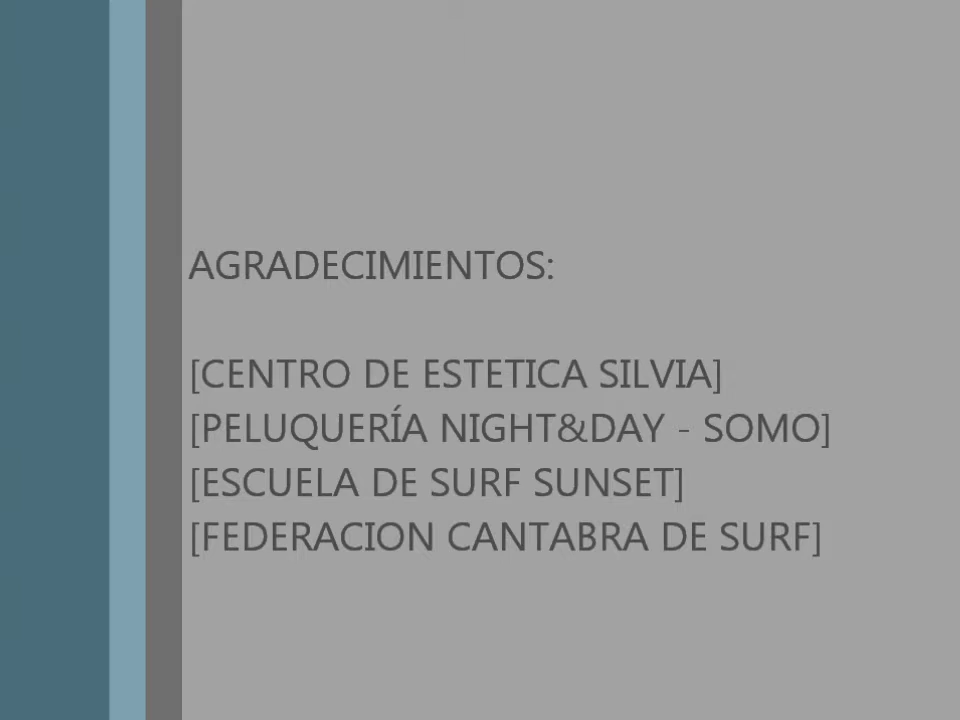 AGRADECIMIENTOS:
[CENTRO DE ESTETICA SILVIA]
[PELUQUERÍA NIGHT&DAY - SOMO]
[ESCUELA DE SURF SUNSET]
[FEDERACION CANTABRA DE SURF]